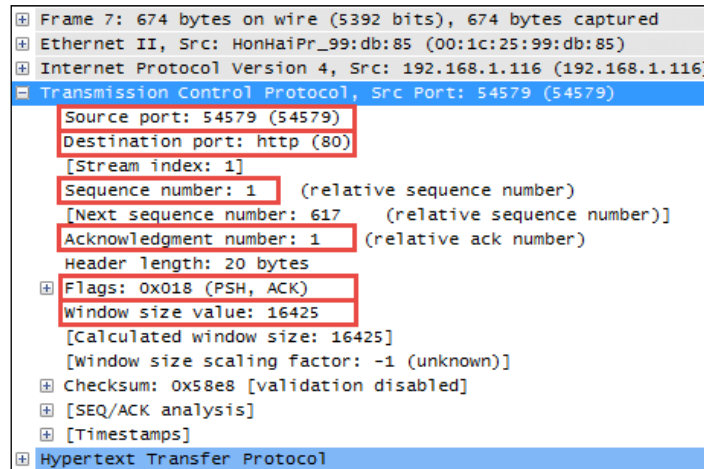 Frame 7: 674 bytes on wire (5392 bits), 674 bytes captured
Ethernet II, Src: HonHaiPr_99:db:85 (00:1c:25:99:db:85)
Internet Protocol Version 4, Src: 192.168.1.116 (192.168.1.116)
Transmission Control Protocol, Src Port: 54579 (54579)
Source port: 54579 (54579)
Destination port: http (80)
[Stream index: 1]
Sequence number: 1 (relative sequence number)
[Next sequence number: 617 (relative sequence number)]
Acknowledgment number: 1 (relative ack number)
Header length: 20 bytes
Flags: 0x018 (PSH, ACK)
Window size value: 16425
[Calculated window size: 16425]
[Window size scaling factor: -1 (unknown)]
Checksum: 0x58e8 [validation disabled]
[SEQ/ACK analysis]
[Timestamps]
Hypertext Transfer Protocol